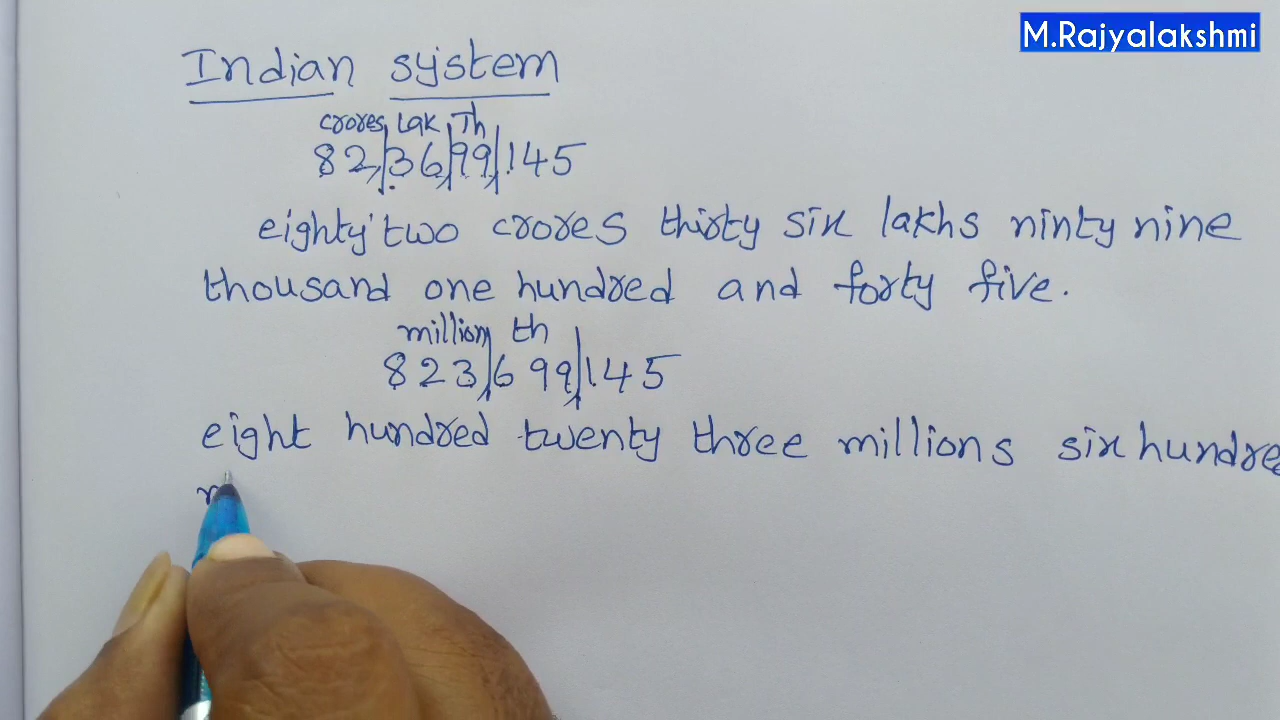 M.Rajyalakshmi
Indian system
crores Lak Th
82,36,99,145
eighty two crores thirty six lakhs ninty nine
thousand one hundred and forty five.
million th
823,699,145
eight hundred twenty three millions six hundre